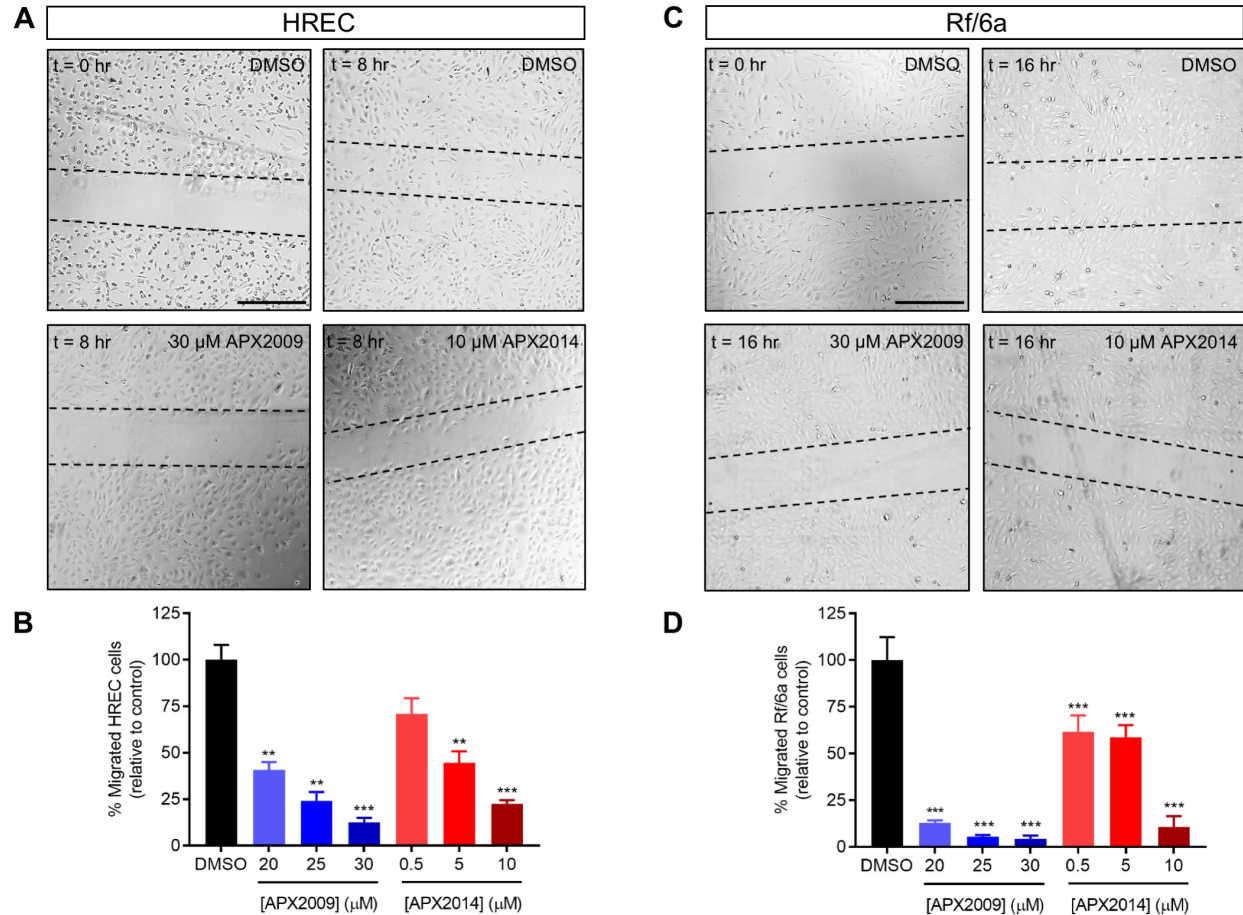 A
HREC
t = 0 hr DMSO
t = 8 hr DMSO
t = 8 hr 30 µM APX2009
t = 8 hr 10 µM APX2014
B
% Migrated HREC cells
(relative to control)
125
100
75
50
25
0
** ** *** ** ***
DMSO 20 25 30 0.5 5 10
[APX2009] (µM) [APX2014] (µM)
C
Rf/6a
t = 0 hr DMSO
t = 16 hr DMSO
t = 16 hr 30 µM APX2009
t = 16 hr 10 µM APX2014
D
% Migrated Rf/6a cells
(relative to control)
125
100
75
50
25
0
*** *** *** *** *** ***
DMSO 20 25 30 0.5 5 10
[APX2009] (µM) [APX2014] (µM)